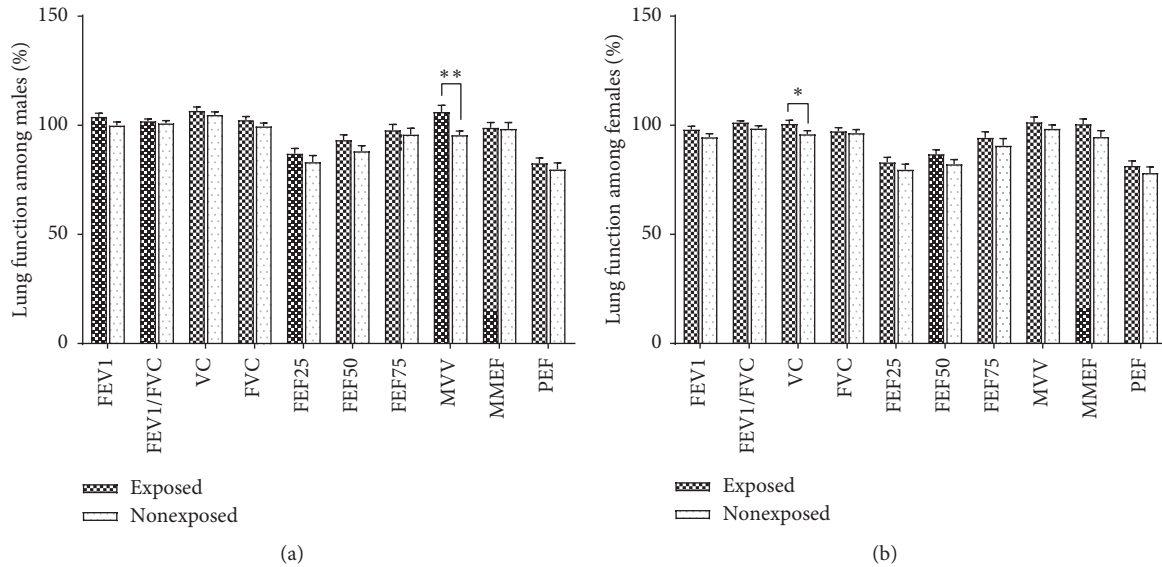 Lung function among males (%)
150
100
50
0
**
FEV1
FEV1/FVC
VC
FVC
FEF25
FEF50
FEF75
MVV
MMEF
PEF
Exposed
Nonexposed
(a)
Lung function among females (%)
150
100
50
0
*
FEV1
FEV1/FVC
VC
FVC
FEF25
FEF50
FEF75
MVV
MMEF
PEF
Exposed
Nonexposed
(b)